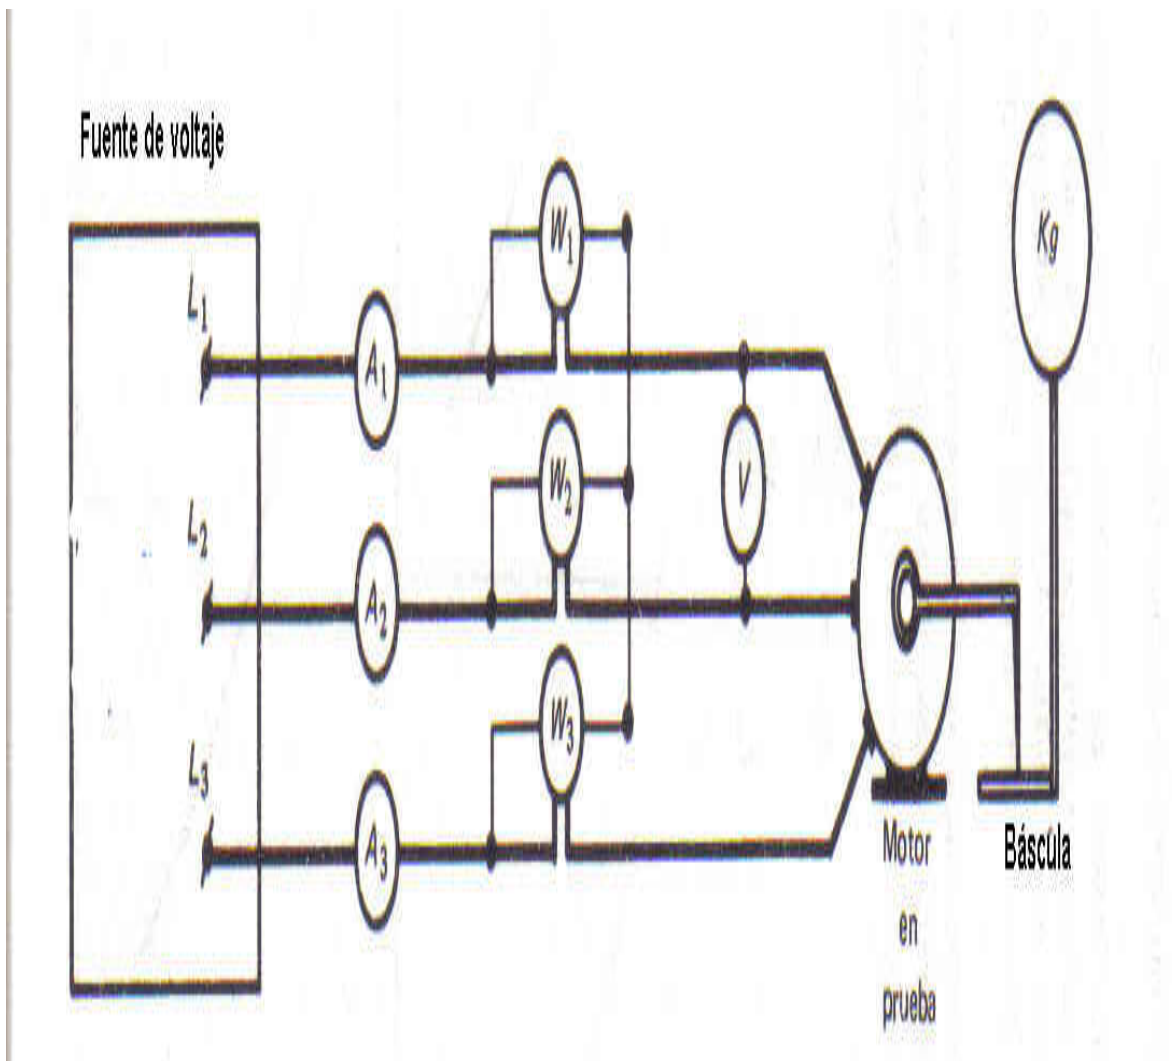 Fuente de voltaje
L1
A1
W1
Kg
L2
A2
W2
V
L3
A3
W3
Motor
en
prueba
Báscula